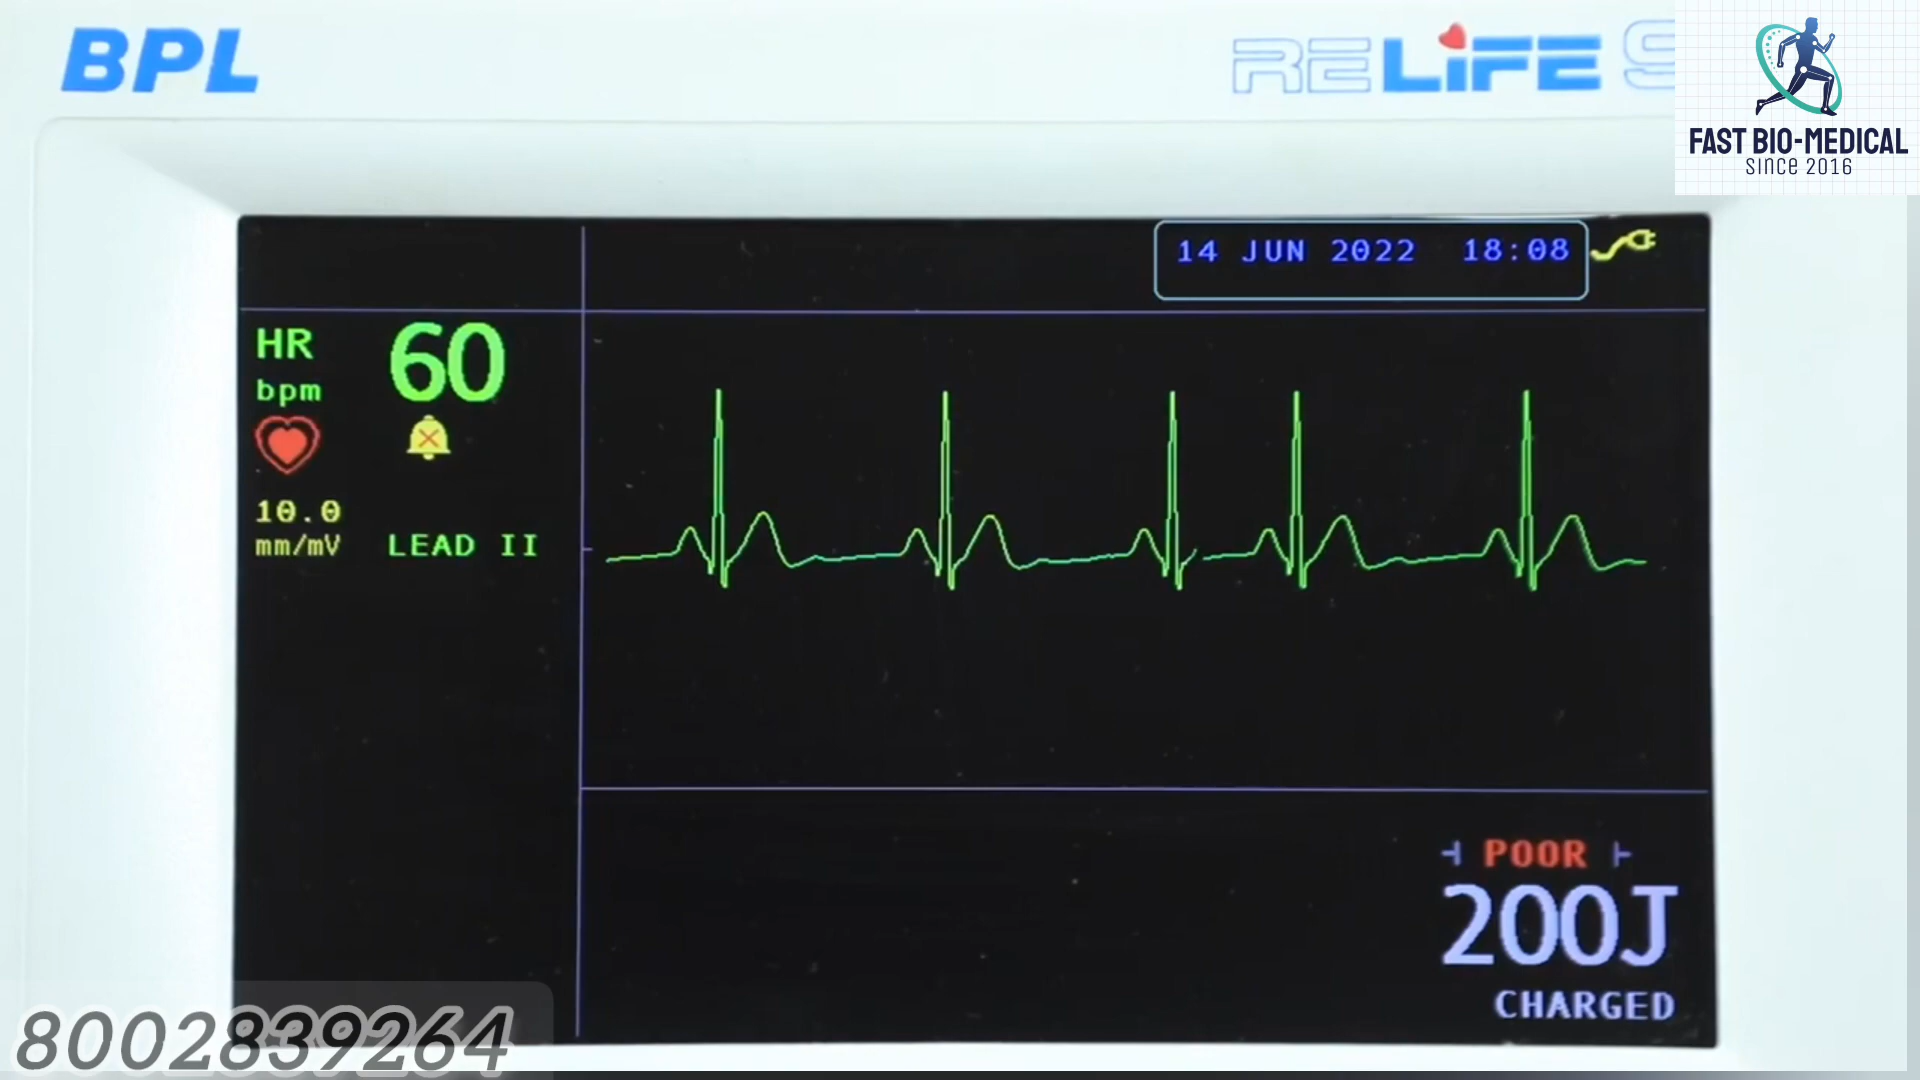 BPL
RELIFE
FAST BIO-MEDICAL
Since 2016
14 JUN 2022 18:08
HR 60
bpm
10.0
mm/mV LEAD II
POOR
200J
CHARGED
8002839264